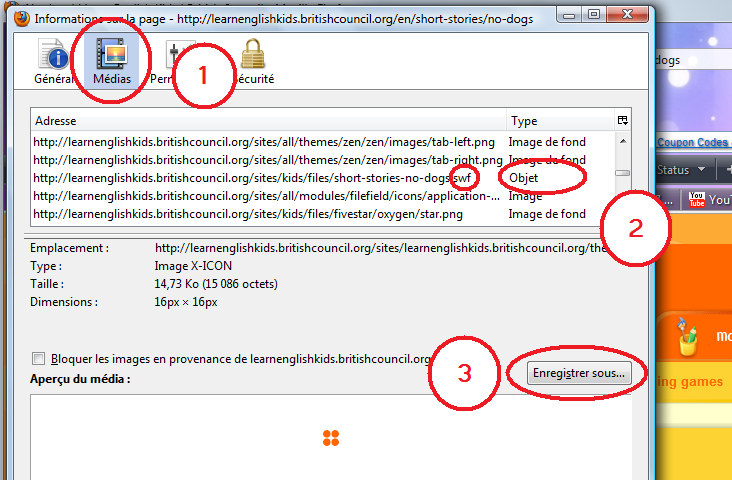 Informations sur la page - http://learnenglishkids.britishcouncil.org/en/short-stories/no-dogs
Général Médias 1 curité
dogs
Adresse Type
http://learnenglishkids.britishcouncil.org/sites/all/themes/zen/zen/images/tab-left.png Image de fond
http://learnenglishkids.britishcouncil.org/sites/all/themes/zen/zen/images/tab-right.png Image de fond
http://learnenglishkids.britishcouncil.org/sites/kids/files/short-stories-no-dogs.swf Objet
http://learnenglishkids.britishcouncil.org/sites/all/modules/filefield/icons/application-... Image
http://learnenglishkids.britishcouncil.org/sites/kids/files/fivestar/oxygen/star.png Image de fond
Coupon Codes
Status
... You Tube YouT
2
Emplacement : http://learnenglishkids.britishcouncil.org/sites/learnenglishkids.britishcouncil.org/the
Type : Image X-ICON
Taille : 14,73 Ko (15 086 octets)
Dimensions : 16px × 16px
mo
Bloquer les images en provenance de learnenglishkids.britishcouncil.org
3 Enregistrer sous...
Aperçu du média :
ing games